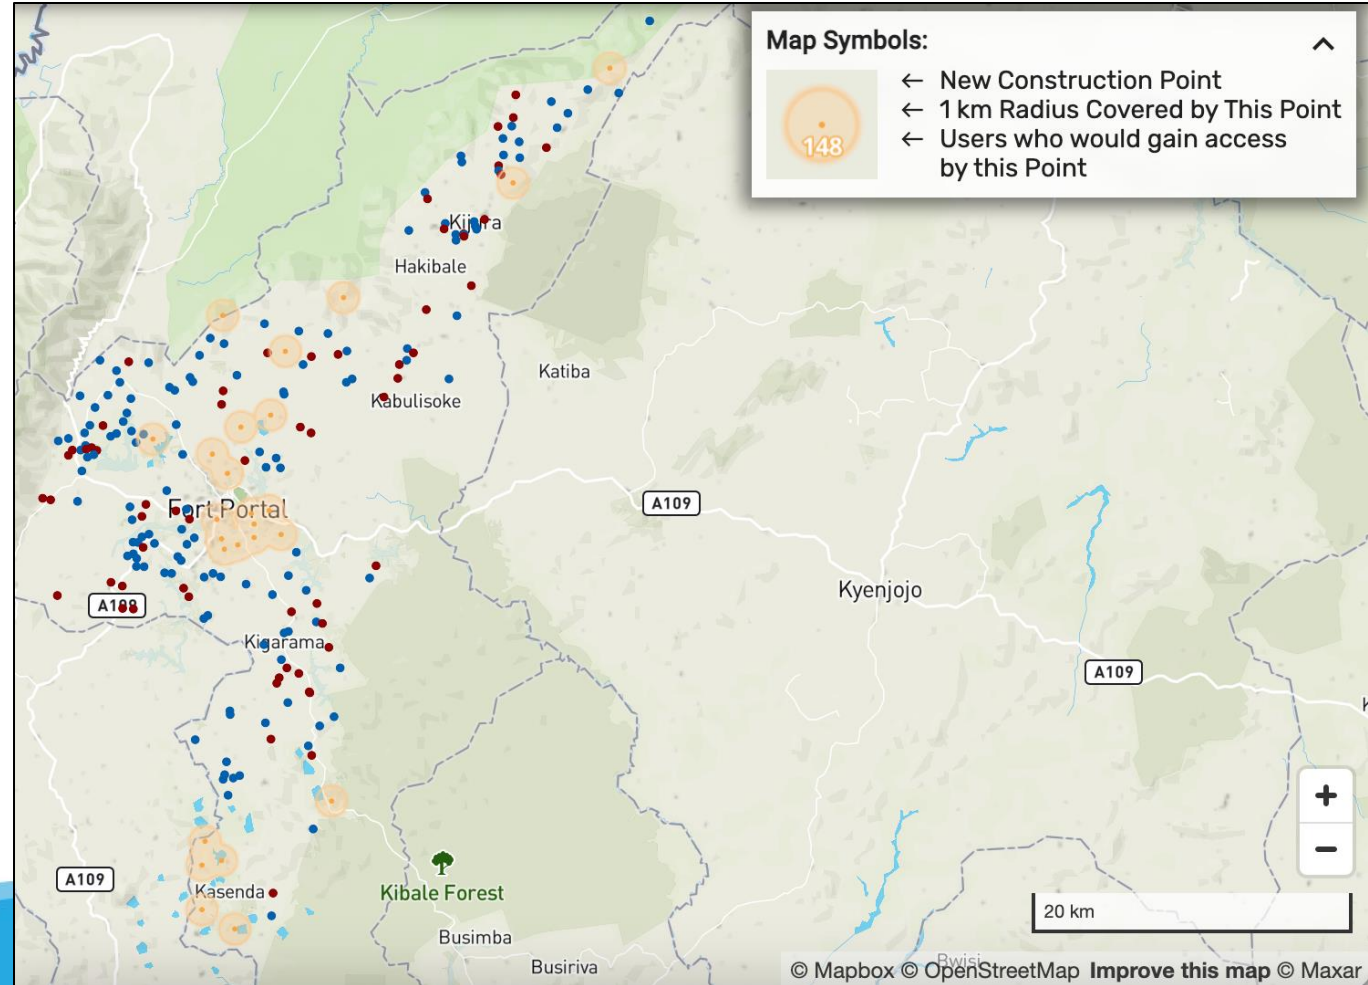 Map Symbols:
← New Construction Point
← 1 km Radius Covered by This Point
← Users who would gain access
by this Point
148
Hakibale
Katiba
Kabulisoke
Fort Portal
A109
Kyenjojo
A109
Kigarama
A109
A109
Kasenda
Kibale Forest
Busimba
Busiriva
Bwisi
+
−
20 km
© Mapbox © OpenStreetMap Improve this map © Maxar